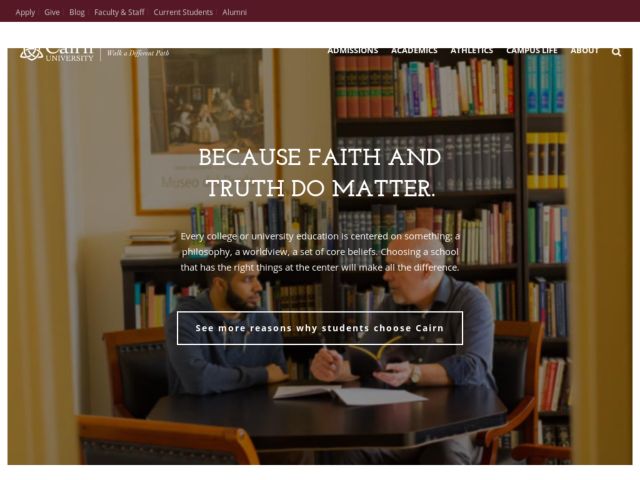 Apply Give Blog Faculty & Staff Current Students Alumni
Cairn
UNIVERSITY
Walk a Different Path
ADMISSIONS ACADEMICS ATHLETICS CAMPUS LIFE ABOUT
BECAUSE FAITH AND
TRUTH DO MATTER.
Every college or university education is centered on something: a
philosophy, a worldview, a set of core beliefs. Choosing a school
that has the right things at the center will make all the difference.
See more reasons why students choose Cairn